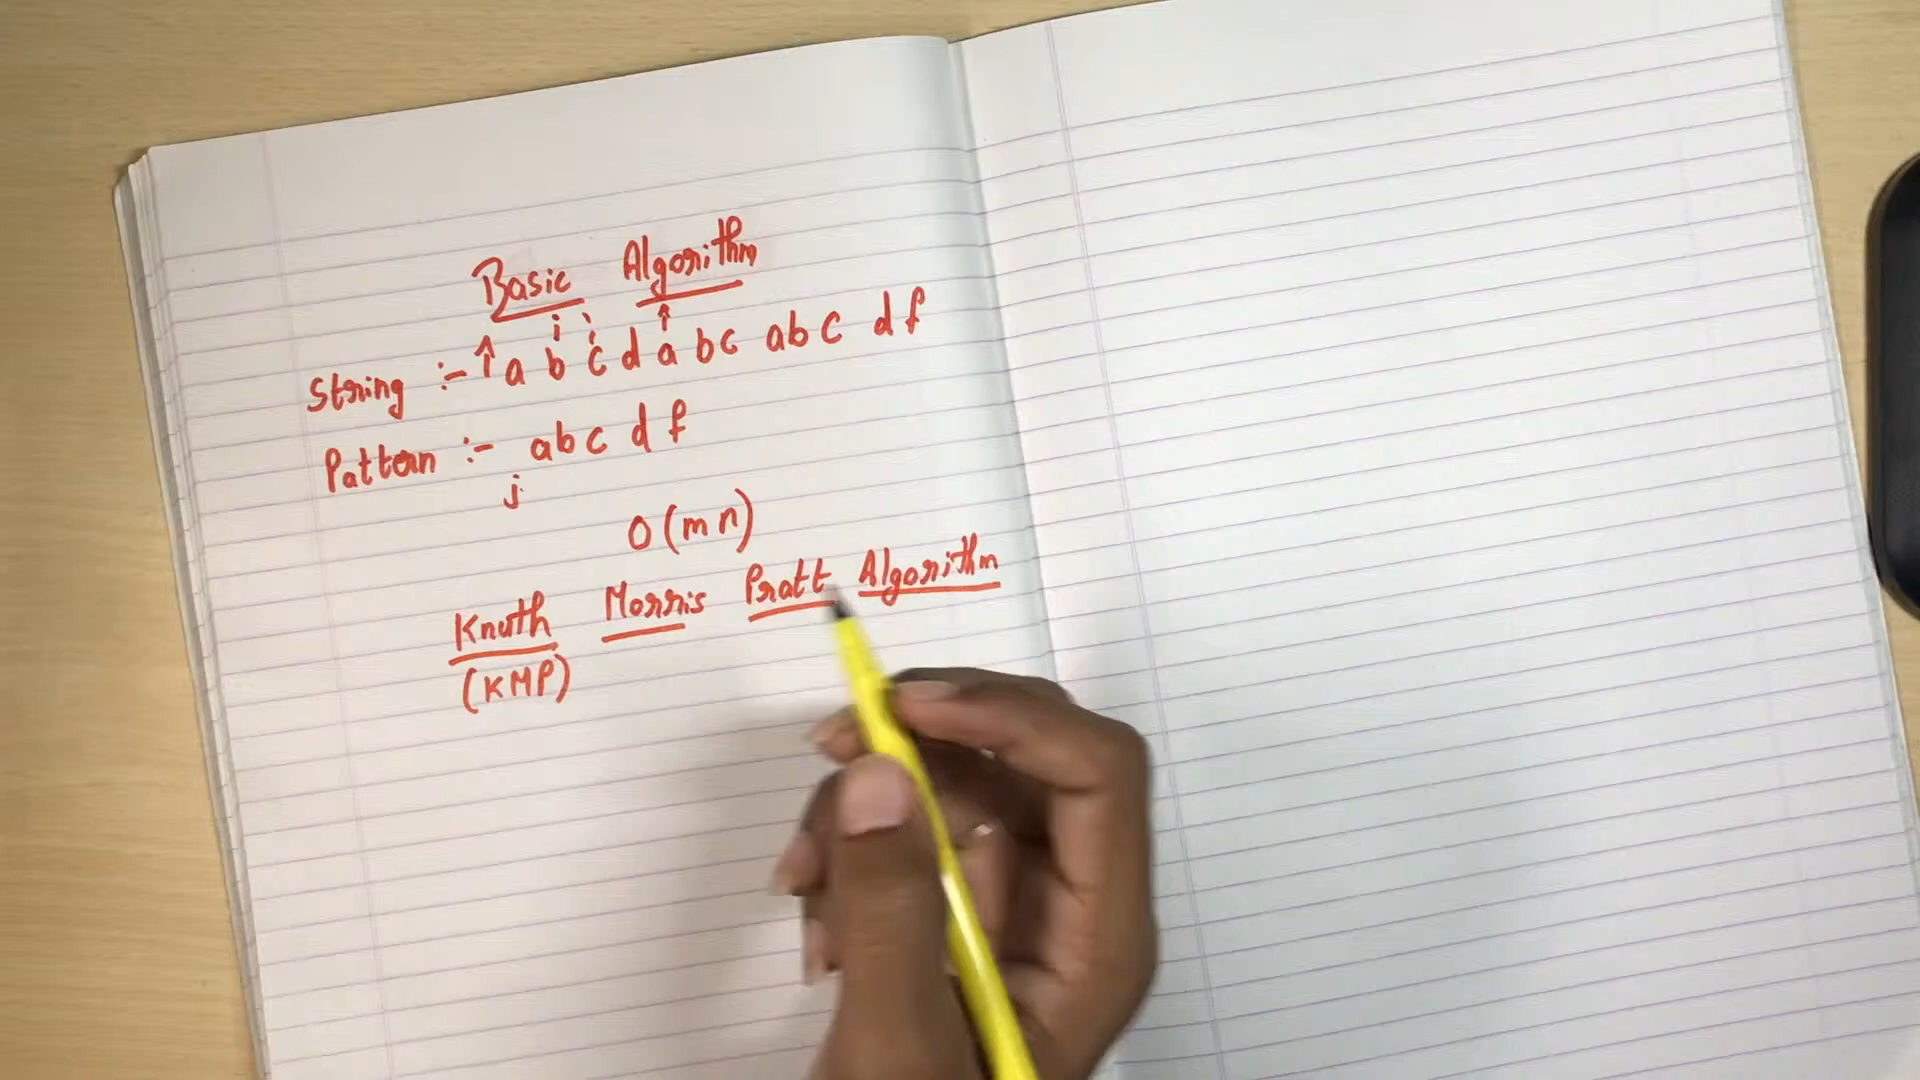 Basic Algorithm
i i
String :- a b c d a b c a b c d f
Pattern :- a b c d f
j
O(mn)
Knuth Morris Pratt Algorithm
(KMP)